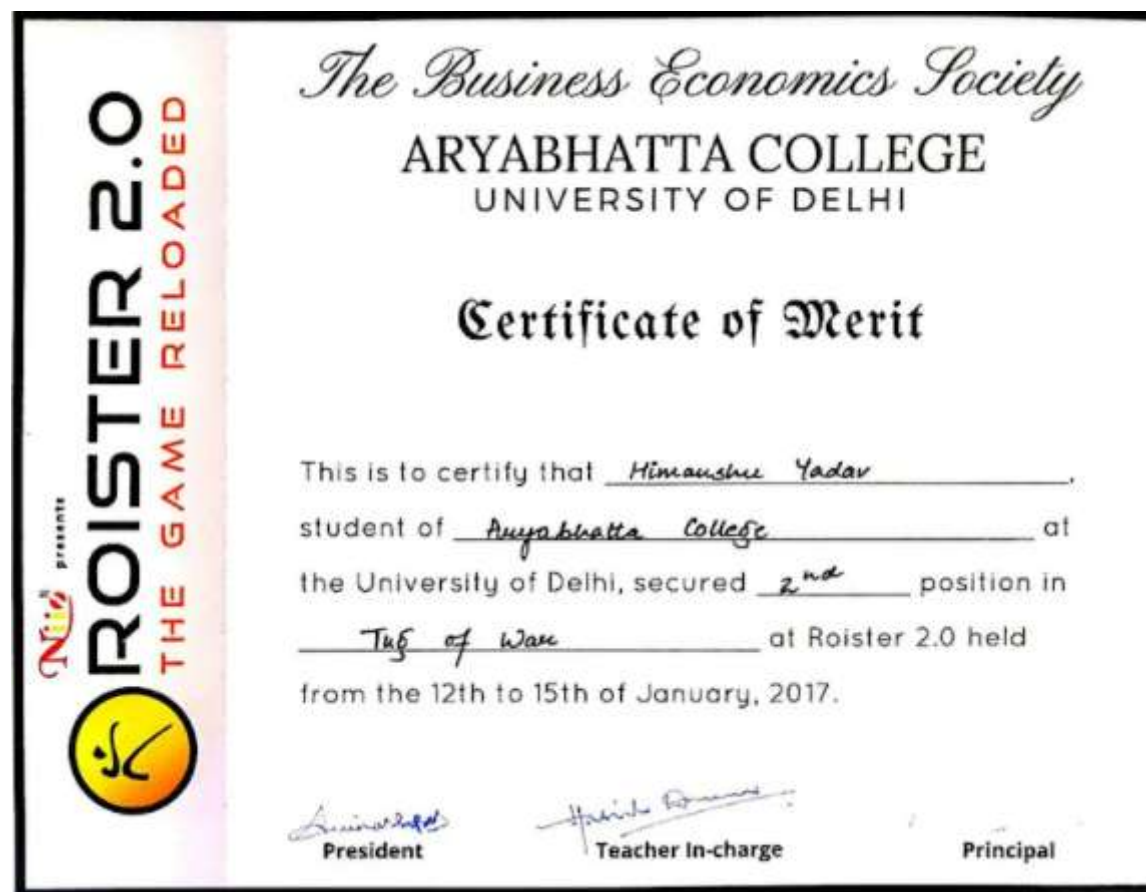 The Business Economics Society
ARYABHATTA COLLEGE
UNIVERSITY OF DELHI
Certificate of Merit
This is to certify that Himanshu Yadav,
student of Aryabhatta College at
the University of Delhi, secured 2nd position in
Tug of War at Roister 2.0 held
from the 12th to 15th of January, 2017.
President Teacher In-charge Principal
presents
ROISTER 2.0
THE GAME RELOADED